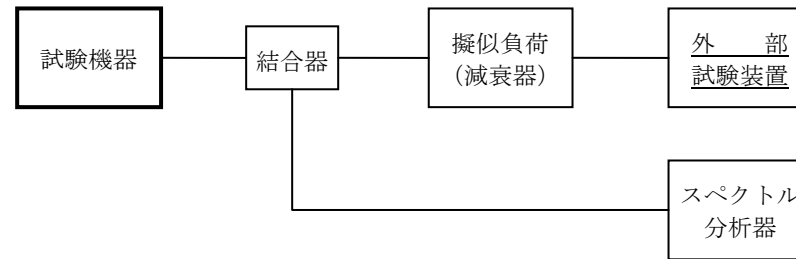 試験機器
結合器
擬似負荷
（減衰器）
外　部
試験装置
スペクトル
分析器